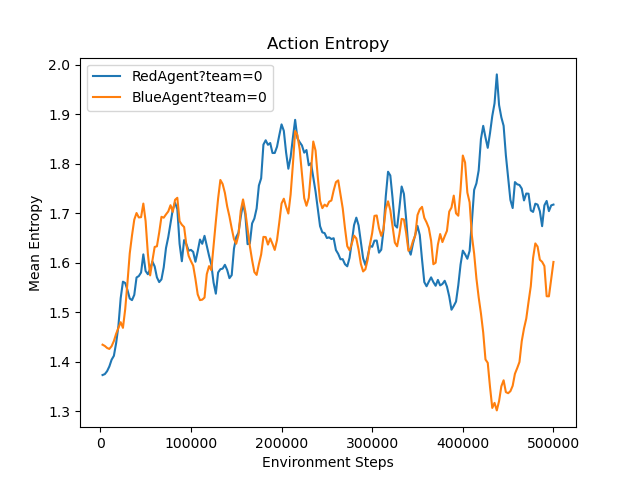 Action Entropy
RedAgent?team=0
BlueAgent?team=0
2.0
1.9
1.8
1.7
1.6
1.5
1.4
1.3
Mean Entropy
0 100000 200000 300000 400000 500000
Environment Steps